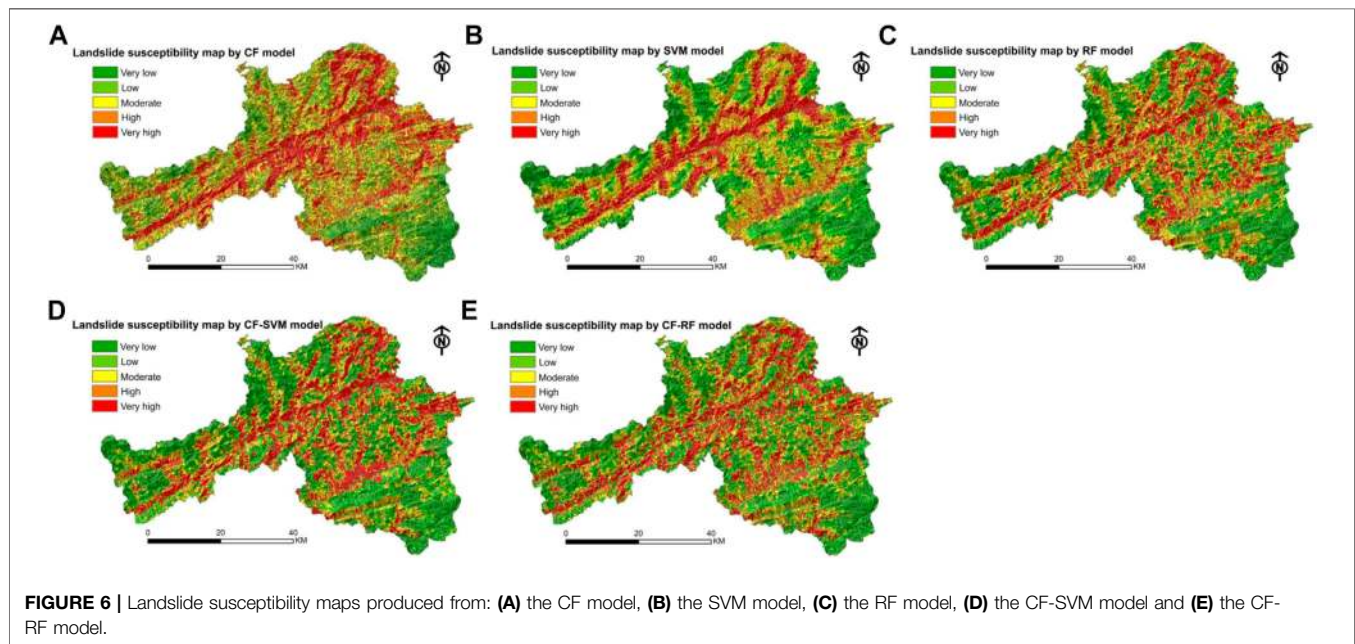 A
Landslide susceptibility map by CF model
Very low
Low
Moderate
High
Very high
N
0 20 40
KM
B
Landslide susceptibility map by SVM model
Very low
Low
Moderate
High
Very high
N
0 20 40
KM
C
Landslide susceptibility map by RF model
Very low
Low
Moderate
High
Very high
N
0 20 40
KM
D
Landslide susceptibility map by CF-SVM model
Very low
Low
Moderate
High
Very high
N
0 20 40
KM
E
Landslide susceptibility map by CF-RF model
Very low
Low
Moderate
High
Very high
N
0 20 40
KM
FIGURE 6 | Landslide susceptibility maps produced from: (A) the CF model, (B) the SVM model, (C) the RF model, (D) the CF-SVM model and (E) the CF-
RF model.